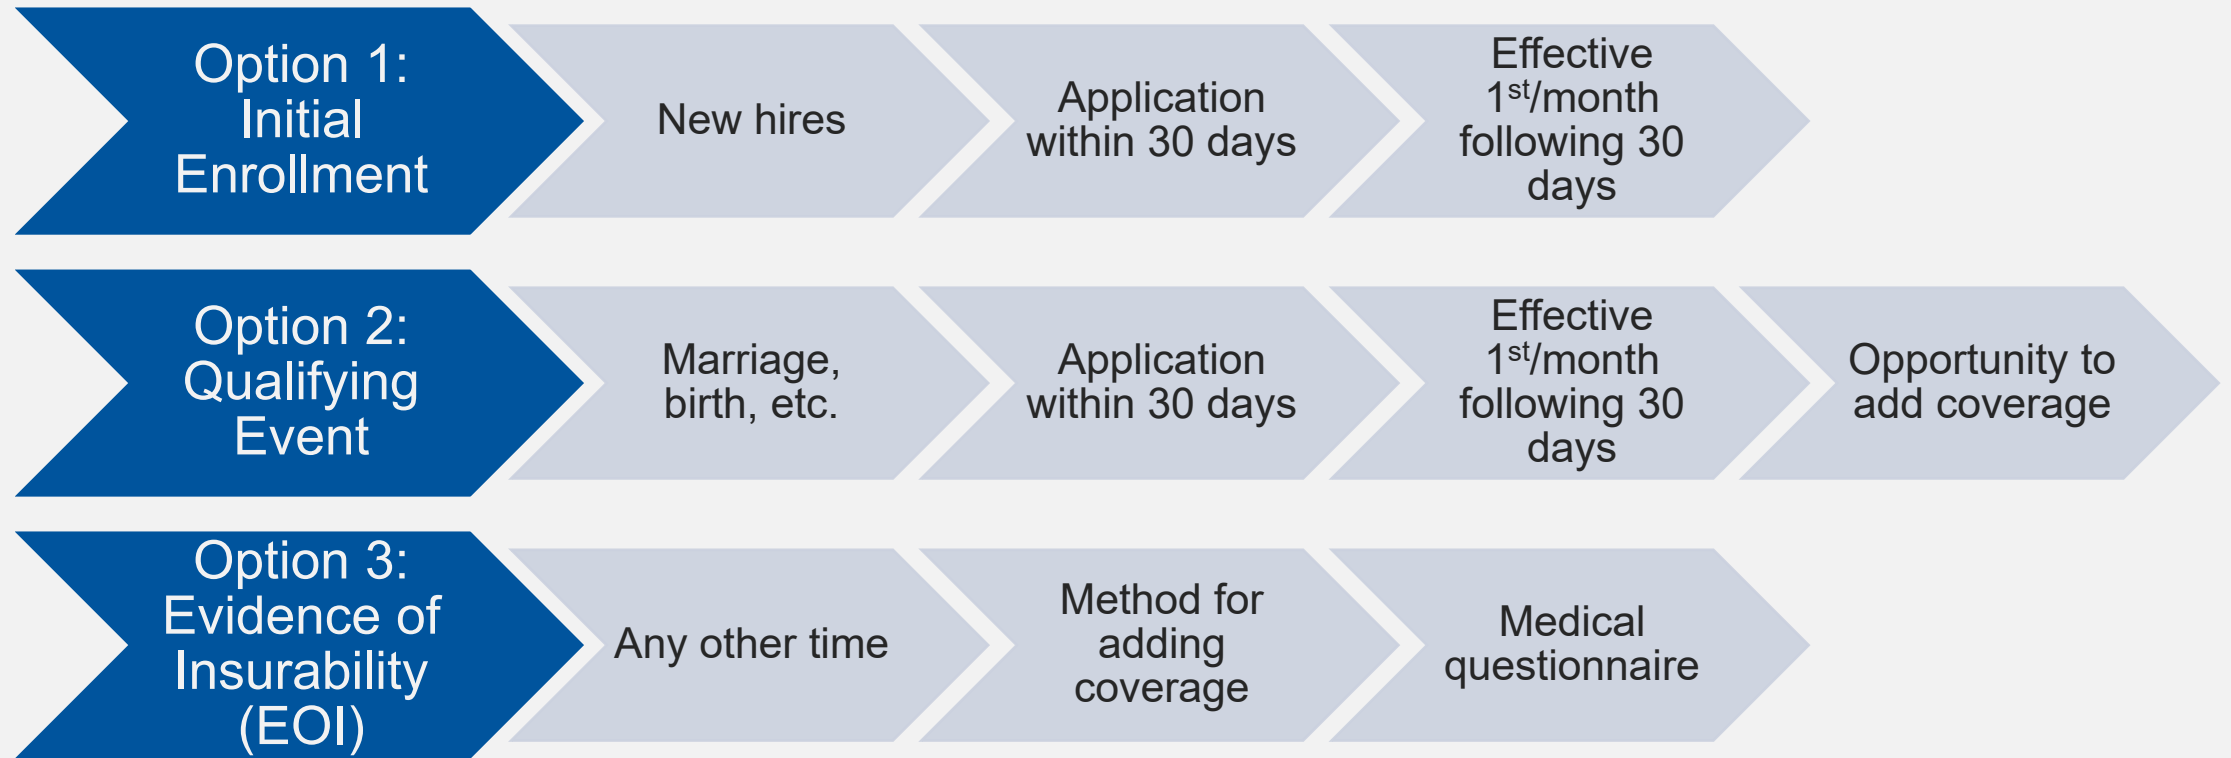 Option 1:
Initial
Enrollment
New hires
Application
within 30 days
Effective
1st/month
following 30
days
Option 2:
Qualifying
Event
Marriage,
birth, etc.
Application
within 30 days
Effective
1st/month
following 30
days
Opportunity to
add coverage
Option 3:
Evidence of
Insurability
(EOI)
Any other time
Method for
adding
coverage
Medical
questionnaire